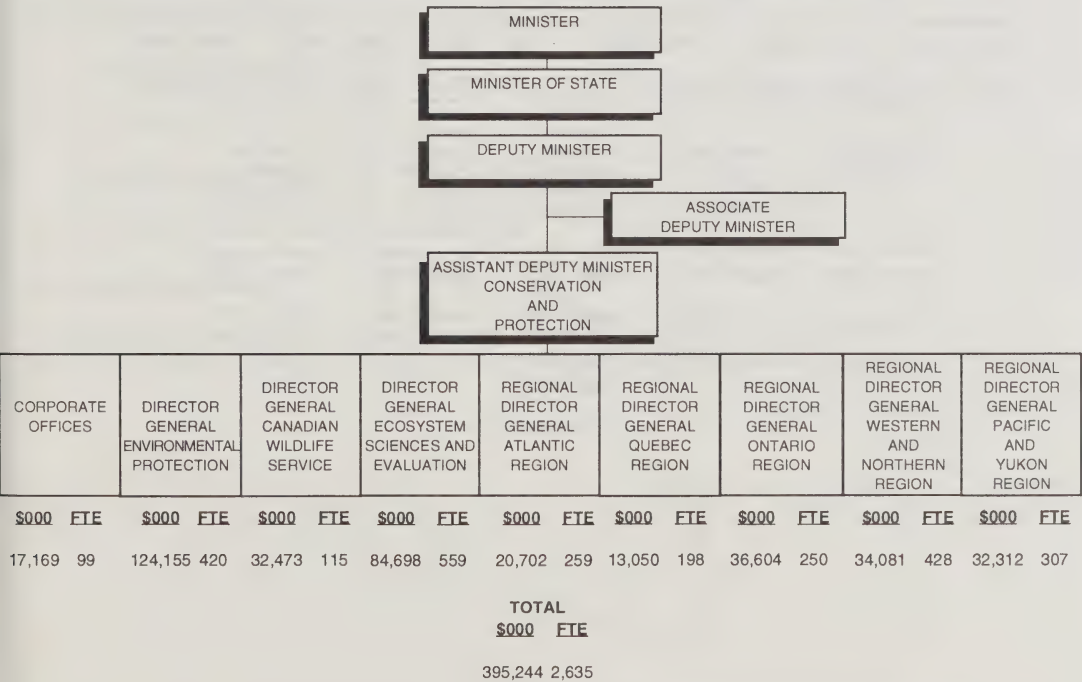 MINISTER
MINISTER OF STATE
DEPUTY MINISTER
ASSOCIATE
DEPUTY MINISTER
ASSISTANT DEPUTY MINISTER
CONSERVATION
AND
PROTECTION
CORPORATE
OFFICES
DIRECTOR
GENERAL
ENVIRONMENTAL
PROTECTION
DIRECTOR
GENERAL
CANADIAN
WILDLIFE
SERVICE
DIRECTOR
GENERAL
ECOSYSTEM
SCIENCES AND
EVALUATION
REGIONAL
DIRECTOR
GENERAL
ATLANTIC
REGION
REGIONAL
DIRECTOR
GENERAL
QUEBEC
REGION
REGIONAL
DIRECTOR
GENERAL
ONTARIO
REGION
REGIONAL
DIRECTOR
GENERAL
WESTERN
AND
NORTHERN
REGION
REGIONAL
DIRECTOR
GENERAL
PACIFIC
AND
YUKON
REGION
$000 FTE $000 FTE $000 FTE $000 FTE $000 FTE $000 FTE $000 FTE $000 FTE $000 FTE
17,169 99 124,155 420 32,473 115 84,698 559 20,702 259 13,050 198 36,604 250 34,081 428 32,312 307
TOTAL
$000 FTE
395,244 2,635